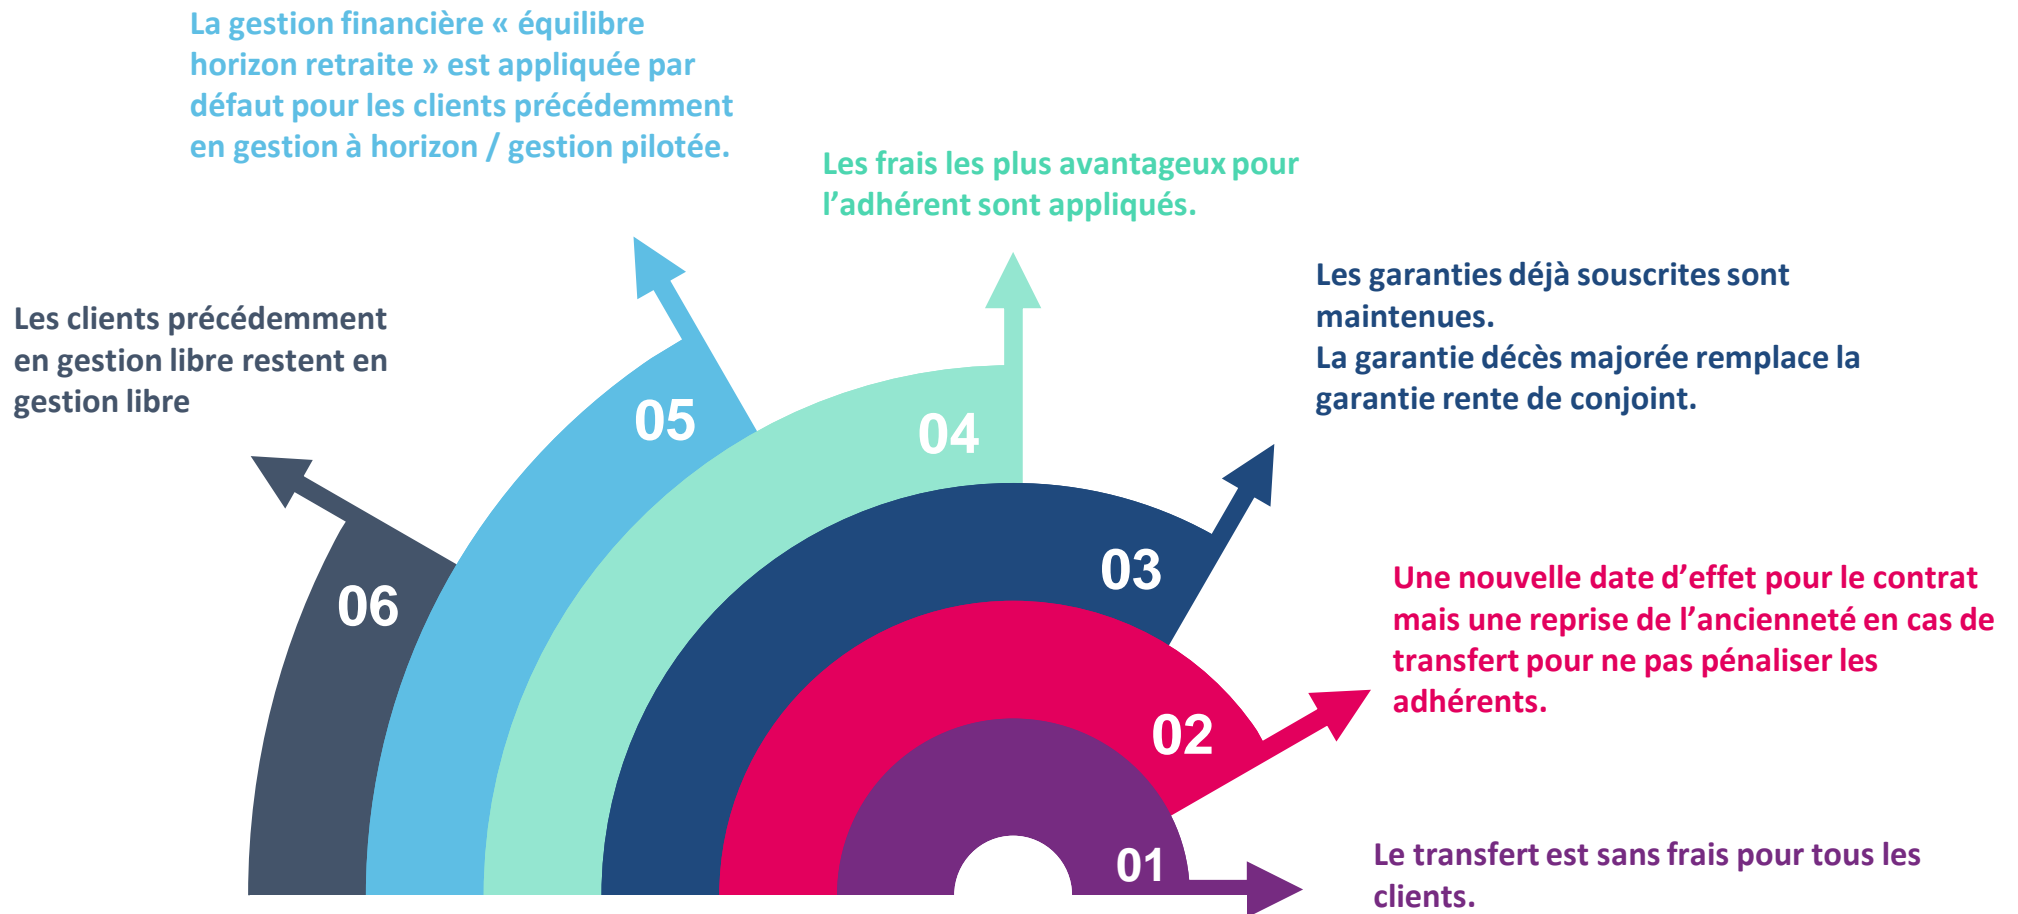 La gestion financière « équilibre
horizon retraite » est appliquée par
défaut pour les clients précédemment
en gestion à horizon / gestion pilotée.
Les frais les plus avantageux pour
l’adhérent sont appliqués.
Les garanties déjà souscrites sont
maintenues.
La garantie décès majorée remplace la
garantie rente de conjoint.
Les clients précédemment
en gestion libre restent en
gestion libre
05
04
03
06
Une nouvelle date d’effet pour le contrat
mais une reprise de l’ancienneté en cas de
transfert pour ne pas pénaliser les
adhérents.
02
01
Le transfert est sans frais pour tous les
clients.